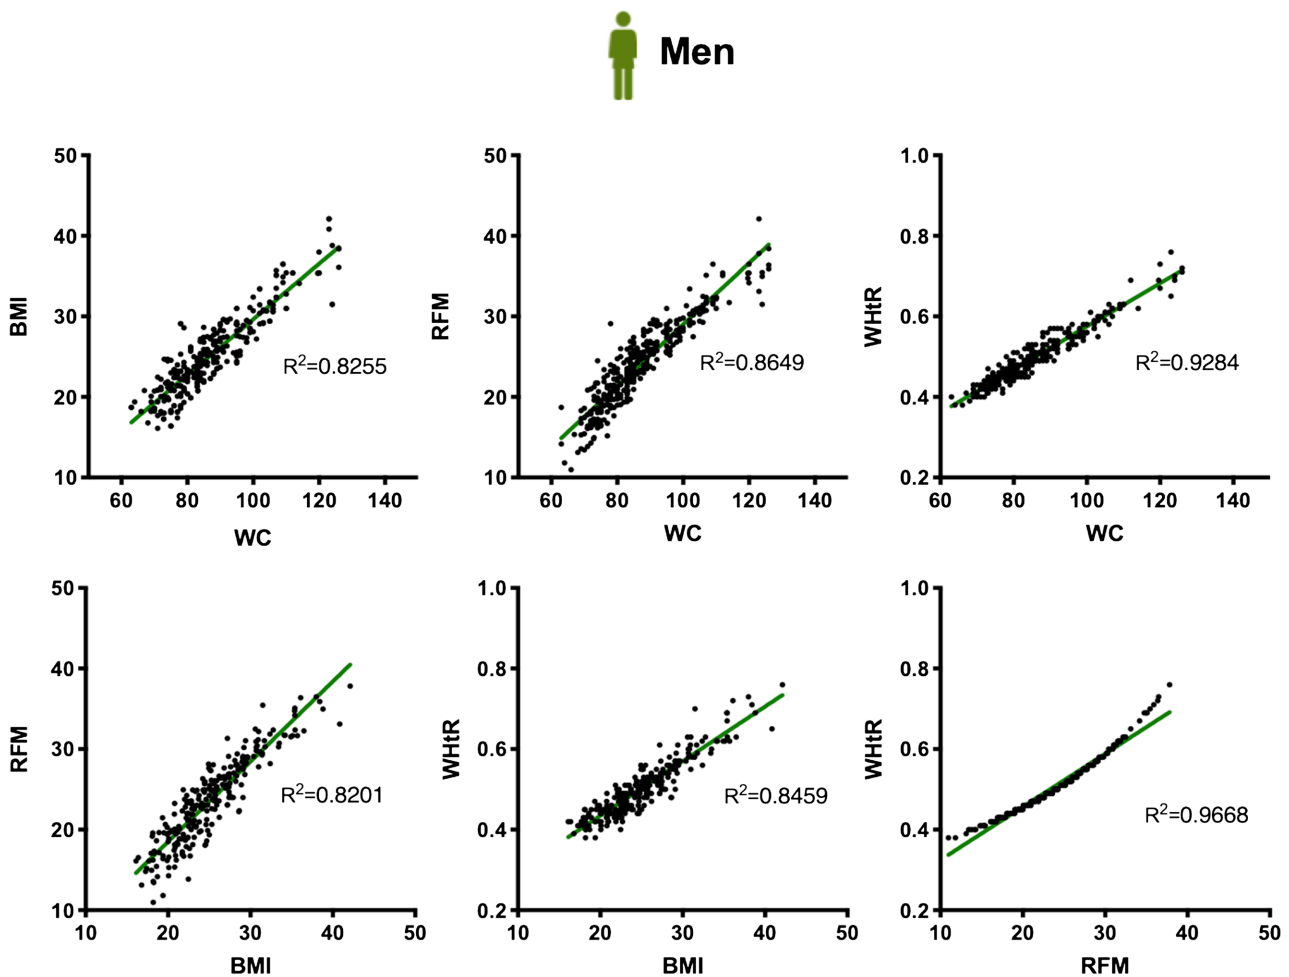 Men
50
40
30
20
10
BMI
R²=0.8255
60 80 100 120 140
WC
50
40
30
20
10
RFM
R²=0.8649
60 80 100 120 140
WC
1.0
0.8
0.6
0.4
0.2
WHtR
R²=0.9284
60 80 100 120 140
WC
50
40
30
20
10
RFM
R²=0.8201
10 20 30 40 50
BMI
1.0
0.8
0.6
0.4
0.2
WHtR
R²=0.8459
10 20 30 40 50
BMI
1.0
0.8
0.6
0.4
0.2
WHtR
R²=0.9668
10 20 30 40 50
RFM